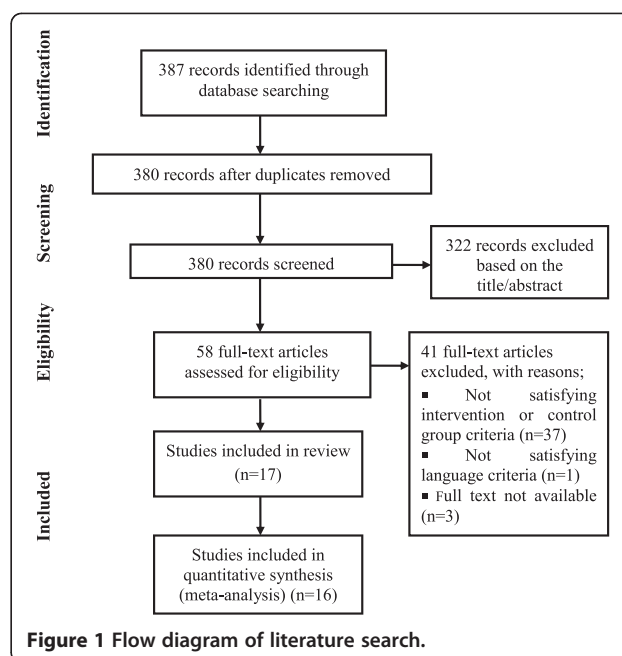 Identification
387 records identified through
database searching
380 records after duplicates removed
Screening
380 records screened
322 records excluded
based on the
title/abstract
Eligibility
58 full-text articles
assessed for eligibility
41 full-text articles
excluded, with reasons;
▪ Not satisfying
intervention or control
group criteria (n=37)
▪ Not satisfying
language criteria (n=1)
▪ Full text not available
(n=3)
Included
Studies included in review
(n=17)
Studies included in
quantitative synthesis
(meta-analysis) (n=16)
Figure 1 Flow diagram of literature search.